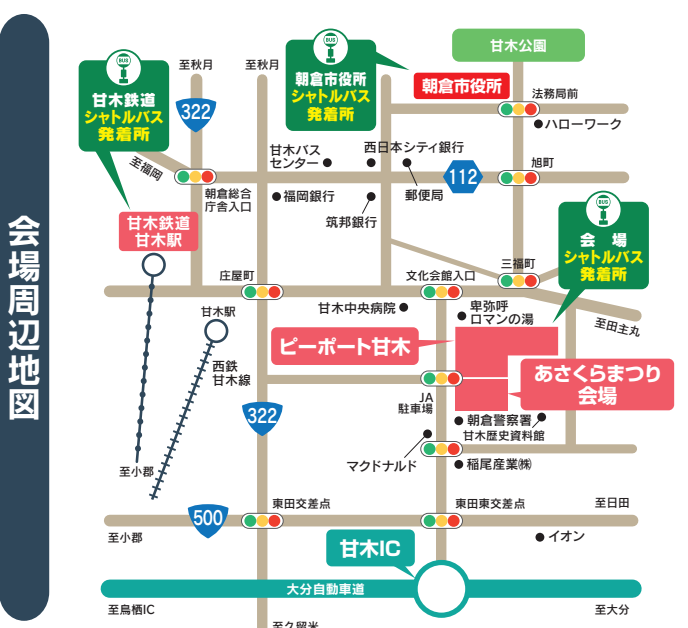 会場周辺地図
BUS
甘木鉄道
シャトルバス
発着所
至秋月
至秋月
BUS
朝倉市役所
シャトルバス
発着所
甘木公園
朝倉市役所
法務局前
ハローワーク
322
至福岡
甘木バス
センター
西日本シティ銀行
旭町
112
朝倉総合
庁舎入口
福岡銀行
郵便局
筑邦銀行
BUS
会 場
シャトルバス
発着所
甘木鉄道
甘木駅
三福町
庄屋町
文化会館入口
甘木駅
甘木中央病院
卑弥呼
ロマンの湯
至田主丸
ピーポート甘木
西鉄
甘木線
あさくらまつり
会場
JA
駐車場
322
朝倉警察署
甘木歴史資料館
マクドナルド
稲尾産業㈱
至小郡
500
東田交差点
東田東交差点
至日田
至小郡
イオン
甘木IC
大分自動車道
至鳥栖IC
至大分
至久留米